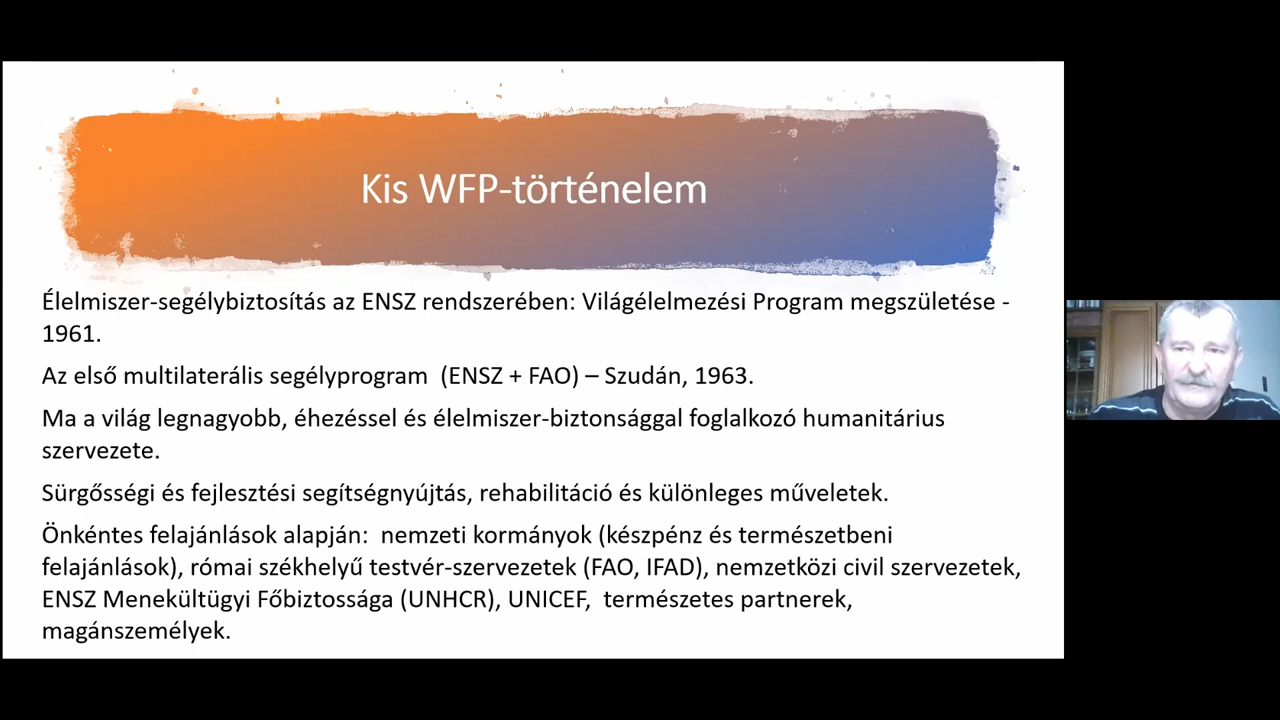 Kis WFP-történelem
Élelmiszer-segélybiztosítás az ENSZ rendszerében: Világélelmezési Program megszületése -
1961.
Az első multilaterális segélyprogram  (ENSZ + FAO) – Szudán, 1963.
Ma a világ legnagyobb, éhezéssel és élelmiszer-biztonsággal foglalkozó humanitárius
szervezete.
Sürgősségi és fejlesztési segítségnyújtás, rehabilitáció és különleges műveletek.
Önkéntes felajánlások alapján:  nemzeti kormányok (készpénz és természetbeni
felajánlások), római székhelyű testvér-szervezetek (FAO, IFAD), nemzetközi civil szervezetek,
ENSZ Menekültügyi Főbiztossága (UNHCR), UNICEF,  természetes partnerek,
magánszemélyek.